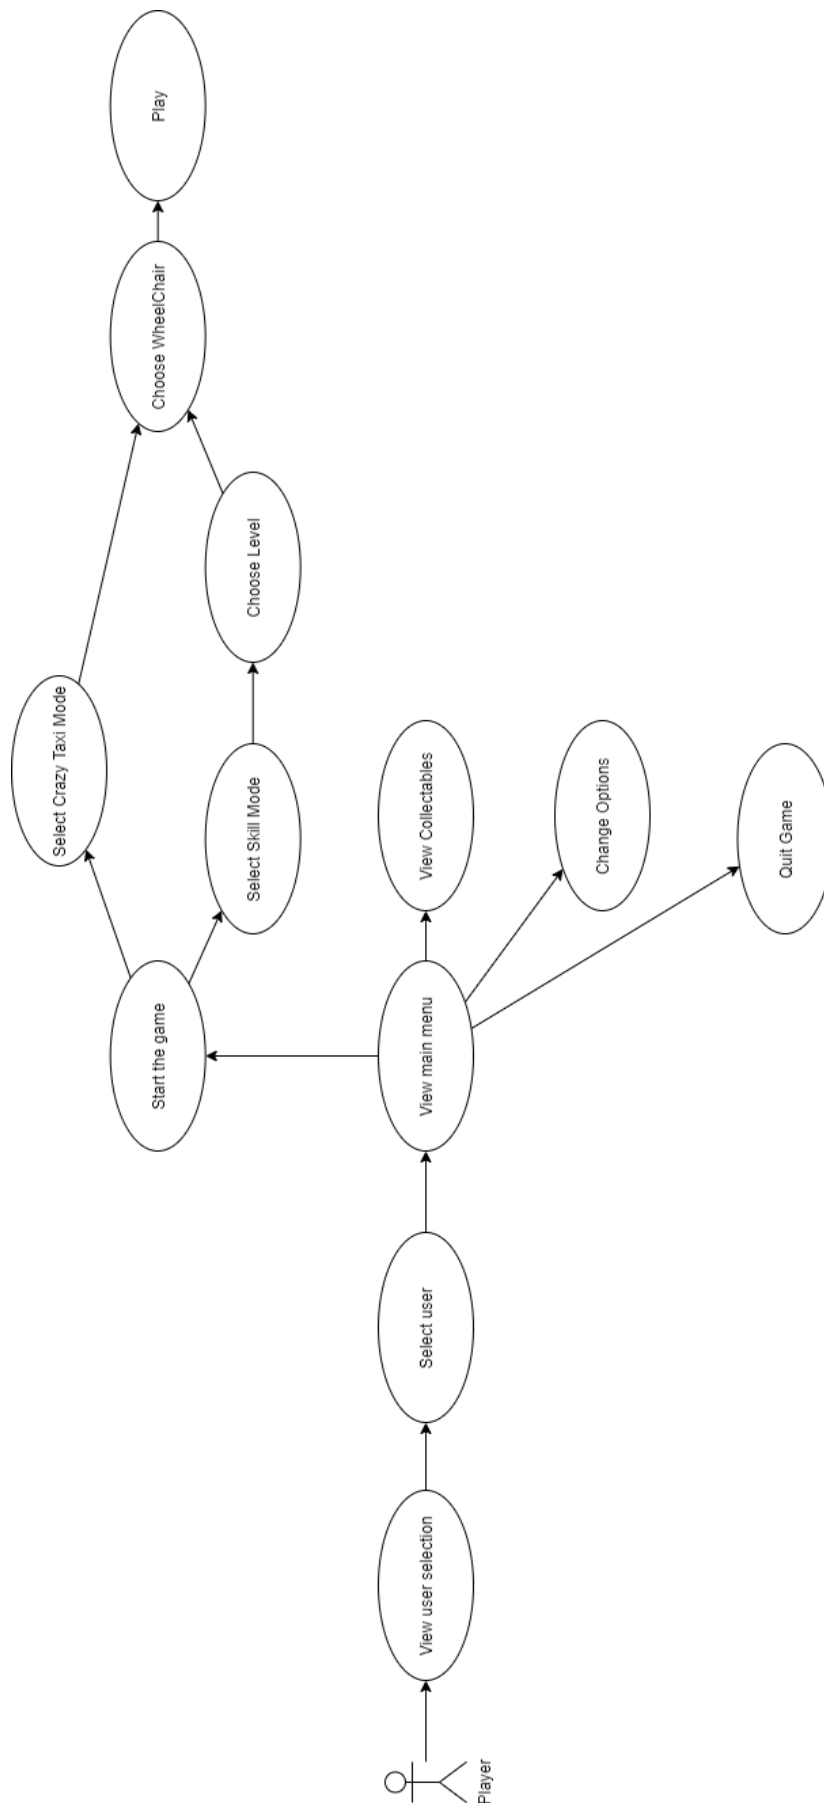 Player
View user selection
Select user
View main menu
Start the game
Select Crazy Taxi Mode
Select Skill Mode
Choose Level
Choose WheelChair
Play
View Collectables
Change Options
Quit Game